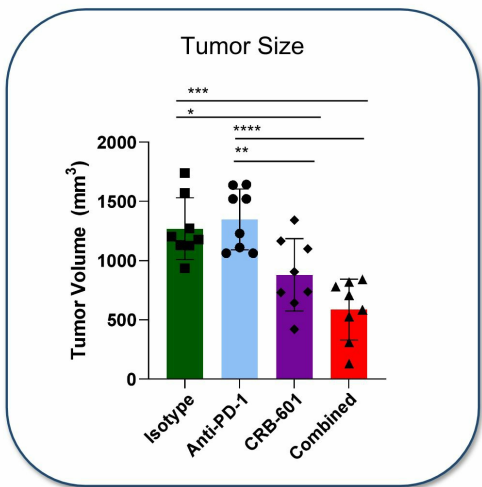 Tumor Size
***
*
****
**
Tumor Volume (mm³)
2000
1500
1000
500
0
Isotype
Anti-PD-1
CRB-601
Combined